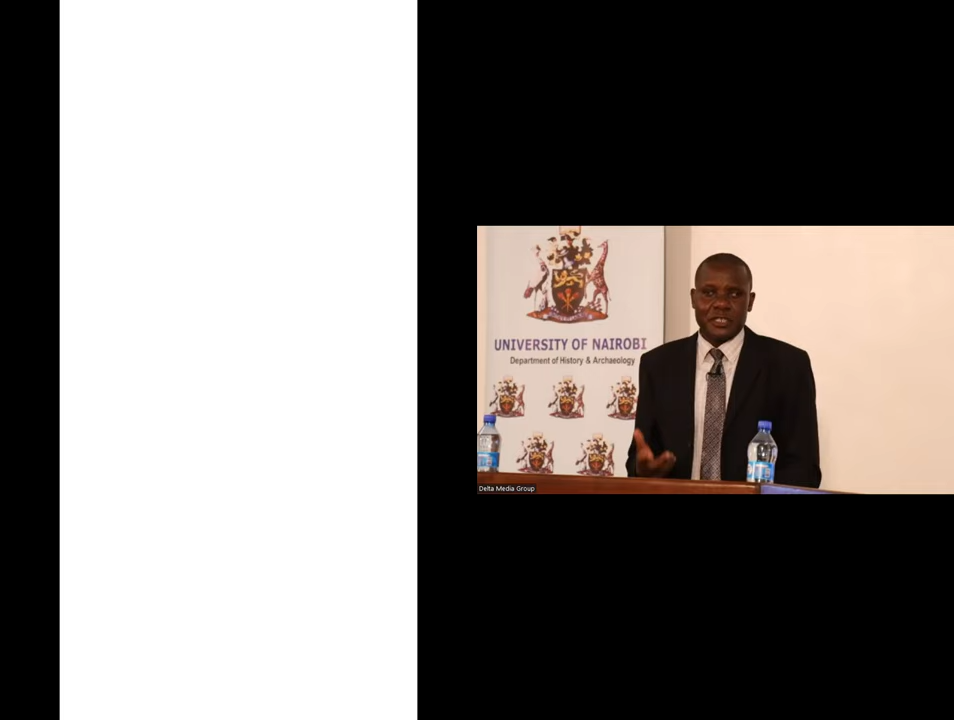 UNIVERSITY OF NAIROBI
Department of History & Archaeology
Delta Media Group